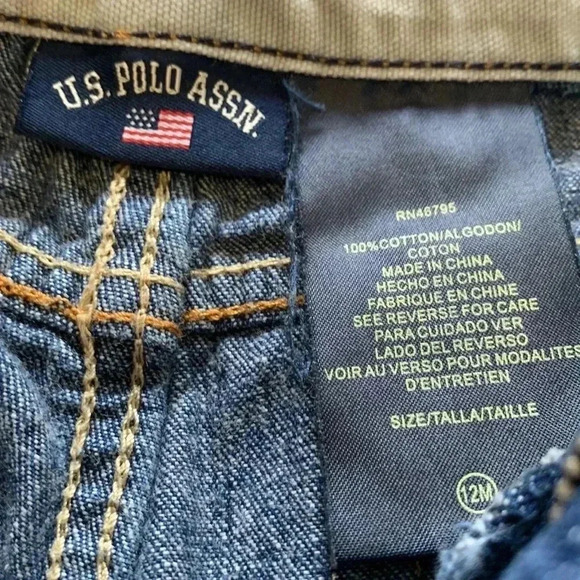 U.S. POLO ASSN.
RN46795
100%COTTON/ALGODON/
COTON
MADE IN CHINA
HECHO EN CHINA
FABRIQUE EN CHINE
SEE REVERSE FOR CARE
PARA CUIDADO VER
LADO DEL REVERSO
VOIR AU VERSO POUR MODALITES
D'ENTRETIEN
SIZE/TALLA/TAILLE
12M